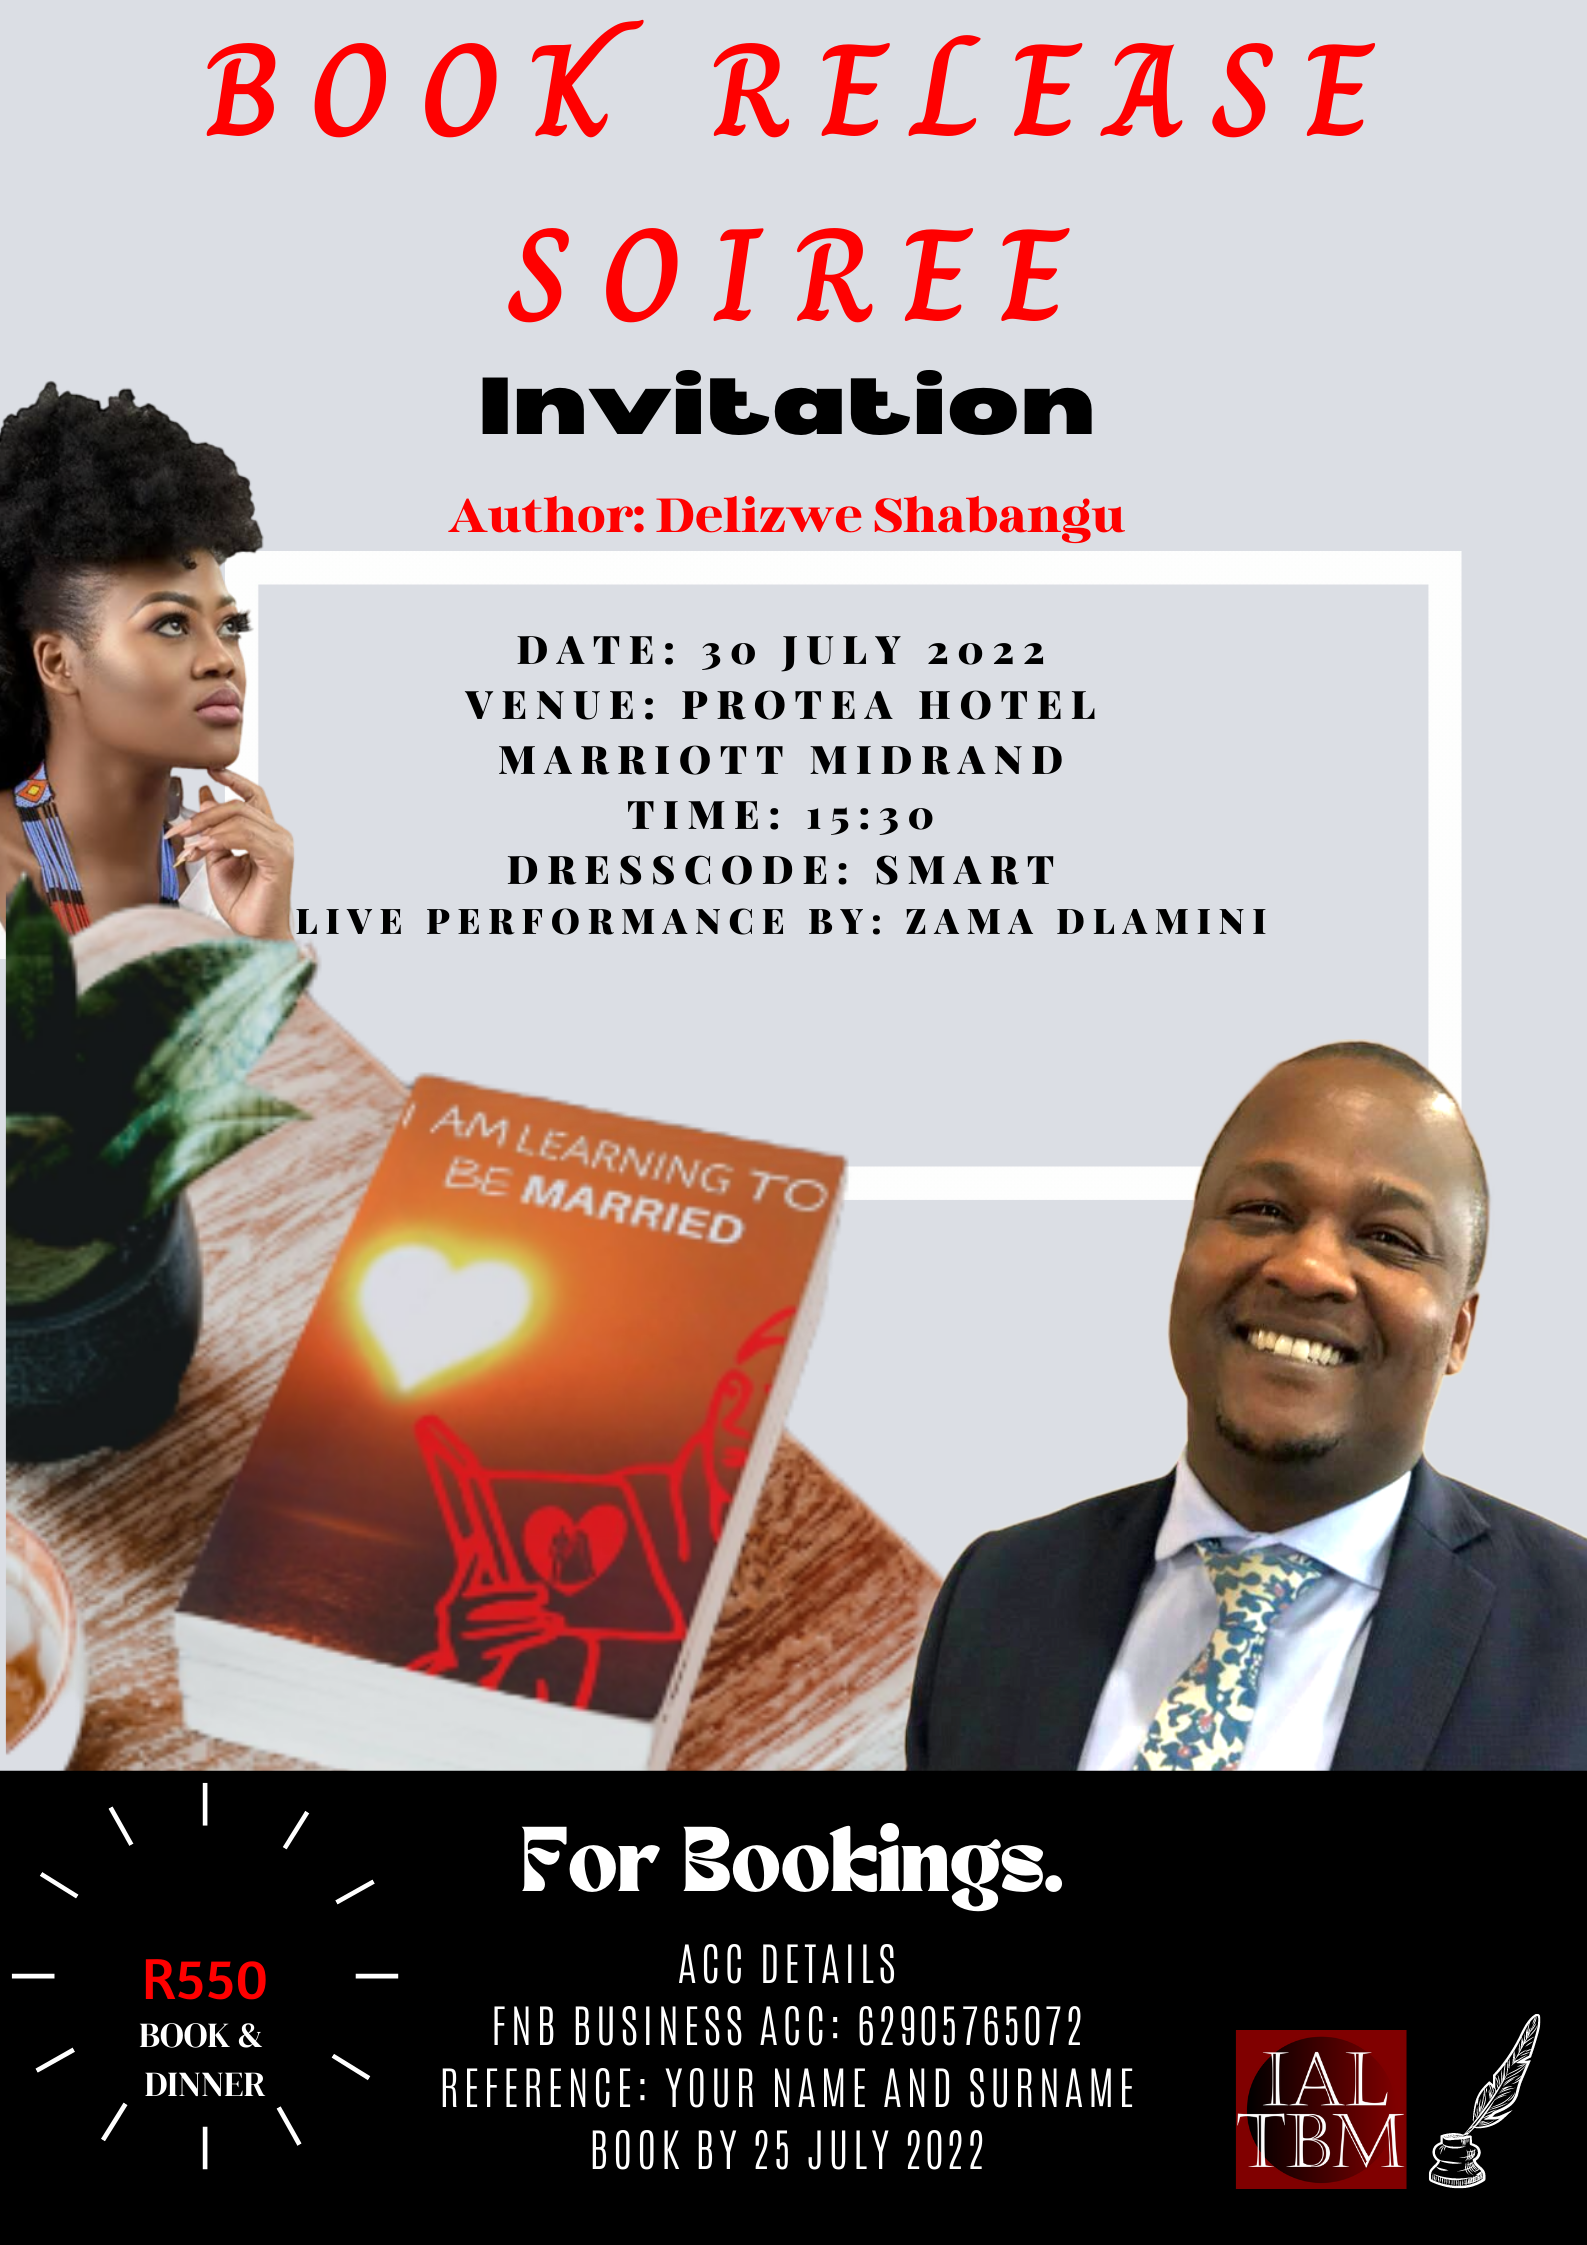 BOOK RELEASE
SOIREE
Invitation
Author: Delizwe Shabangu
DATE: 30 JULY 2022
VENUE: PROTEA HOTEL
MARRIOTT MIDRAND
TIME: 15:30
DRESSCODE: SMART
LIVE PERFORMANCE BY: ZAMA DLAMINI
I AM LEARNING TO
BE MARRIED
For Bookings.
ACC DETAILS
FNB BUSINESS ACC: 62905765072
REFERENCE: YOUR NAME AND SURNAME
BOOK BY 25 JULY 2022
R550
BOOK &
DINNER
IAL
TBM